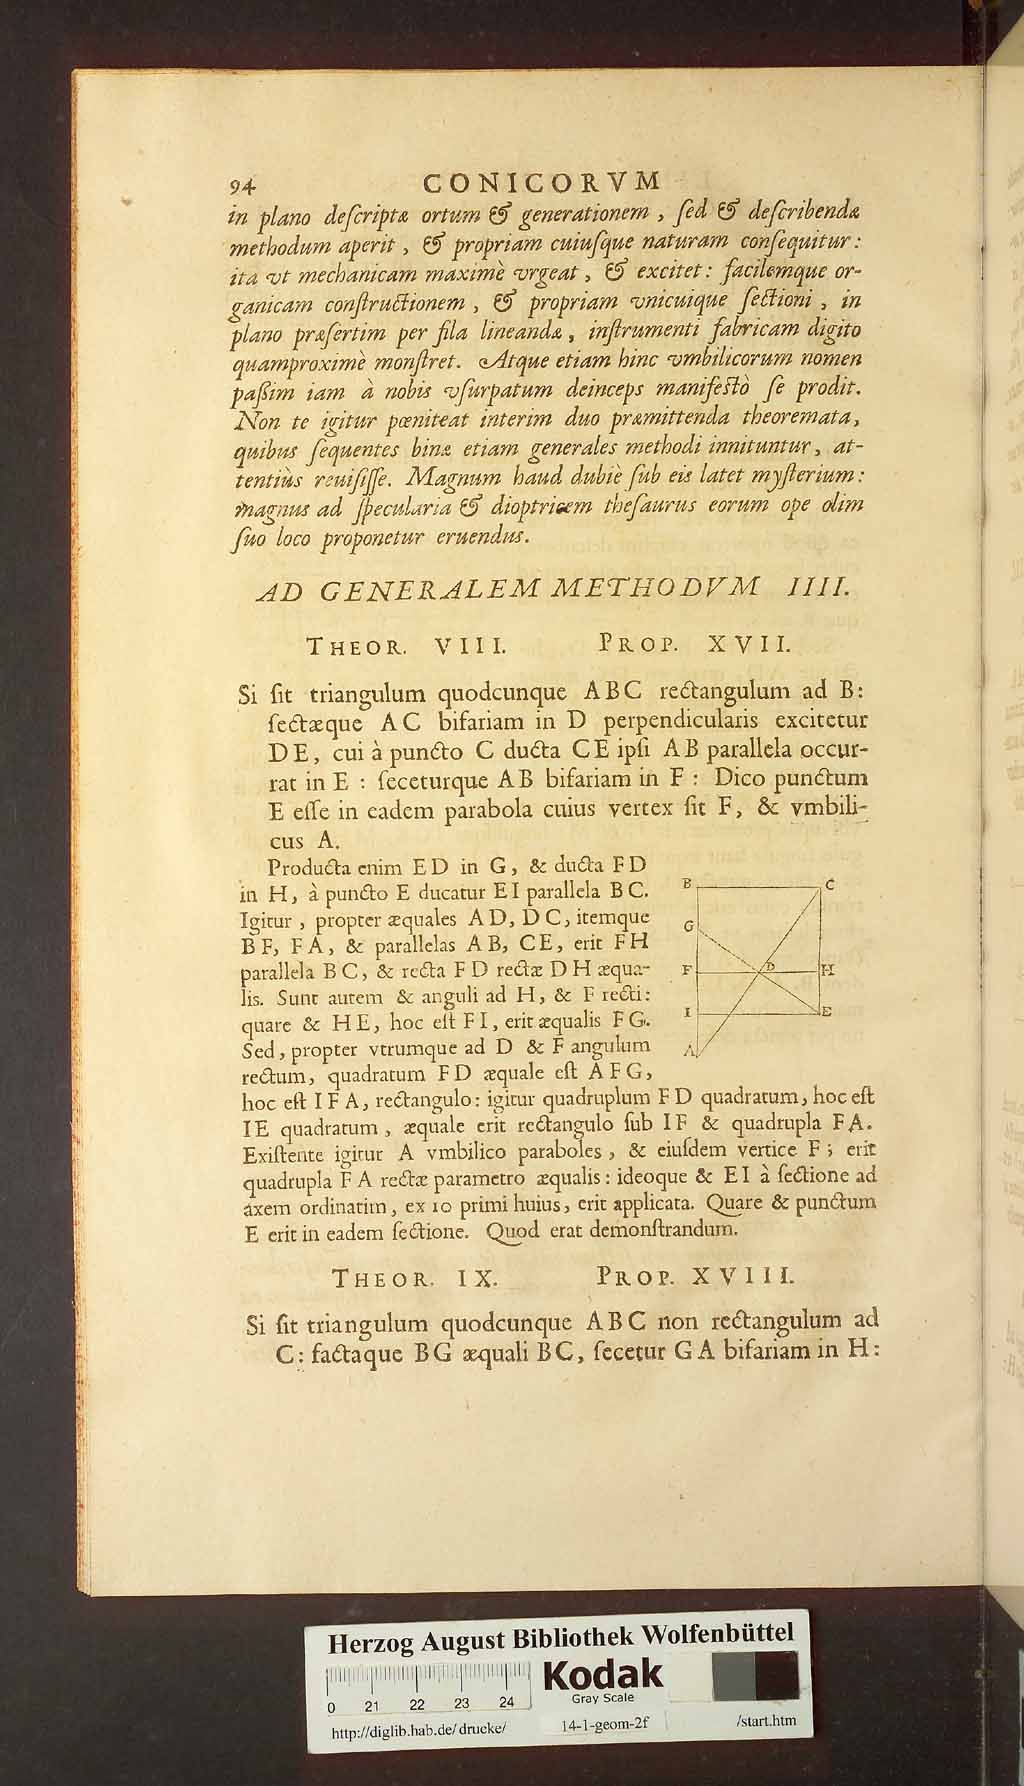 94 CONICORVM
in plano deſcriptæ ortum & generationem, ſed & deſcribendæ
methodum aperit, & propriam cuiuſque naturam conſequitur:
ita vt mechanicam maximè vrgeat, & excitet: facilemque or-
ganicam conſtructionem, & propriam vnicuique ſectioni, in
plano præſertim per fila lineandæ, inſtrumenti fabricam digito
quamproximè monſtret. Atque etiam hinc vmbilicorum nomen
paßim iam à nobis vſurpatum deinceps manifeſtò ſe prodit.
Non te igitur pœniteat interim duo præmittenda theoremata,
quibus ſequentes binæ etiam generales methodi innituntur, at-
tentiùs reuiſiſſe. Magnum haud dubiè ſub eis latet myſterium:
magnus ad ſpecularia & dioptricem theſaurus eorum ope olim
ſuo loco proponetur eruendus.
AD GENERALEM METHODVM IIII.
THEOR. VIII. PROP. XVII.
Si ſit triangulum quodcunque ABC rectangulum ad B:
ſectæque AC bifariam in D perpendicularis excitetur
DE, cui à puncto C ducta CE ipſi AB parallela occur-
rat in E : ſeceturque AB bifariam in F : Dico punctum
E eſſe in eadem parabola cuius vertex ſit F, & vmbili-
cus A.
Producta enim ED in G, & ducta FD
in H, à puncto E ducatur EI parallela BC.
Igitur, propter æquales AD, DC, itemque
BF, FA, & parallelas AB, CE, erit FH
parallela BC, & recta FD rectæ DH æqua-
lis. Sunt autem & anguli ad H, & F recti:
quare & HE, hoc eſt FI, erit æqualis FG.
Sed, propter vtrumque ad D & F angulum
rectum, quadratum FD æquale eſt AFG,
hoc eſt IFA, rectangulo: igitur quadruplum FD quadratum, hoc eſt
IE quadratum, æquale erit rectangulo ſub IF & quadrupla FA.
Exiſtente igitur A vmbilico paraboles, & eiuſdem vertice F; erit
quadrupla FA rectæ parametro æqualis: ideoque & EI à ſectione ad
axem ordinatim, ex 10 primi huius, erit applicata. Quare & punctum
E erit in eadem ſectione. Quod erat demonſtrandum.
B C
G
F D H
I E
A
THEOR. IX. PROP. XVIII.
Si ſit triangulum quodcunque ABC non rectangulum ad
C: factaque BG æquali BC, ſecetur GA bifariam in H:
Herzog August Bibliothek Wolfenbüttel
Kodak
Gray Scale
0 21 22 23 24
http://diglib.hab.de/drucke/ 14-1-geom-2f /start.htm